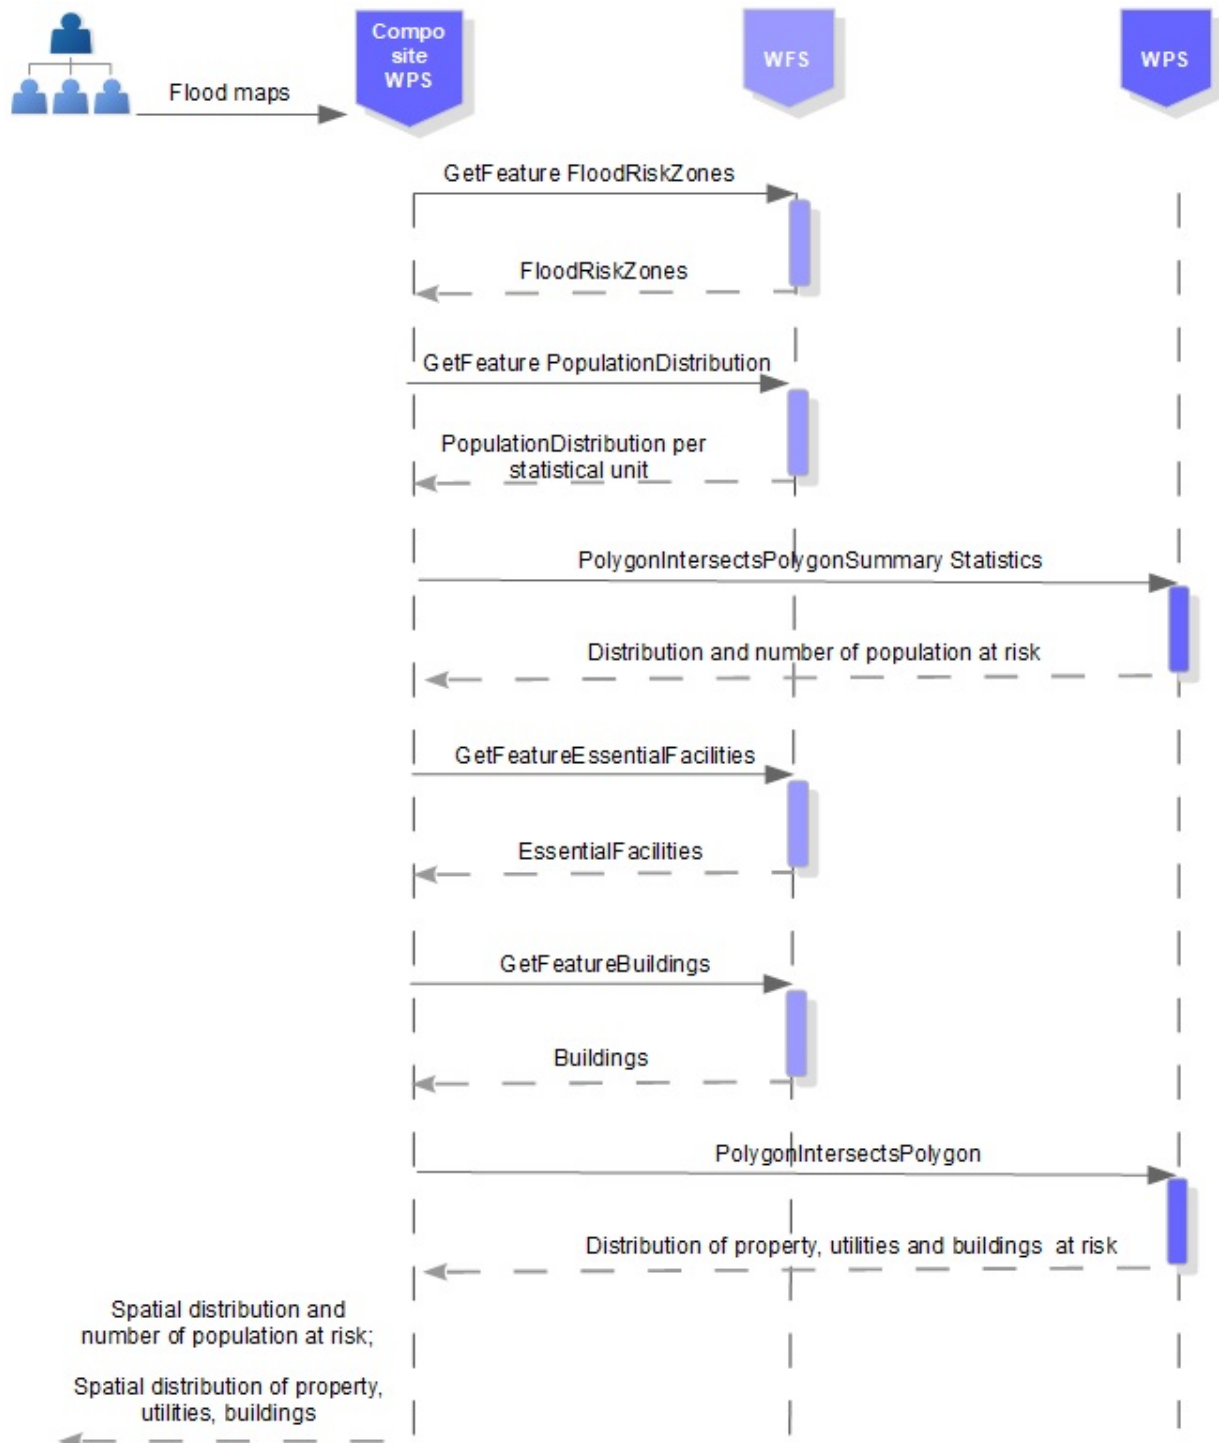 Compo
site
WPS
WFS
WPS
Flood maps
GetFeature FloodRiskZones
FloodRiskZones
GetFeature PopulationDistribution
PopulationDistribution per
statistical unit
PolygonIntersectsPolygonSummary Statistics
Distribution and number of population at risk
GetFeatureEssentialFacilities
EssentialFacilities
GetFeatureBuildings
Buildings
PolygonIntersectsPolygon
Distribution of property, utilities and buildings at risk
Spatial distribution and
number of population at risk;
Spatial distribution of property,
utilities, buildings